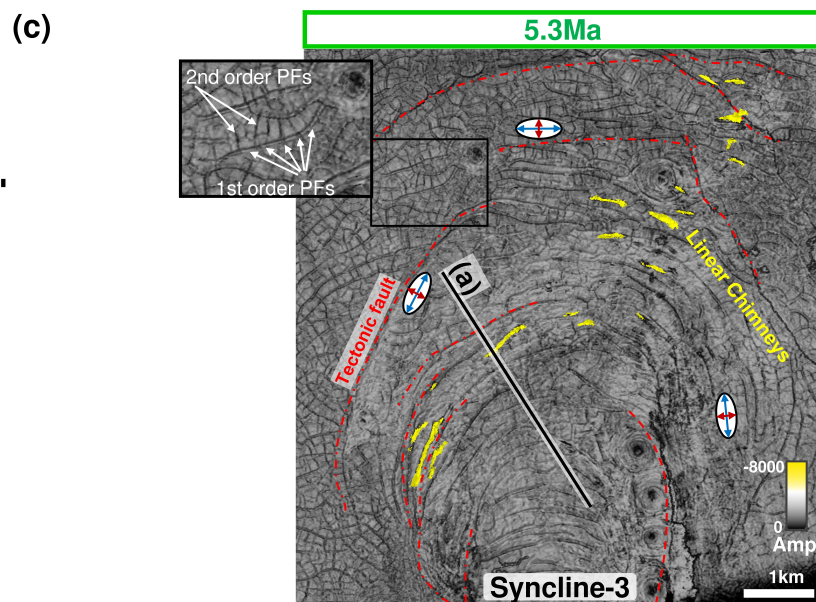 (c)
5.3Ma
2nd order PFs
1st order PFs
(a)
Linear Chimneys
Tectonic fault
-8000
0
Amp
1km
Syncline-3